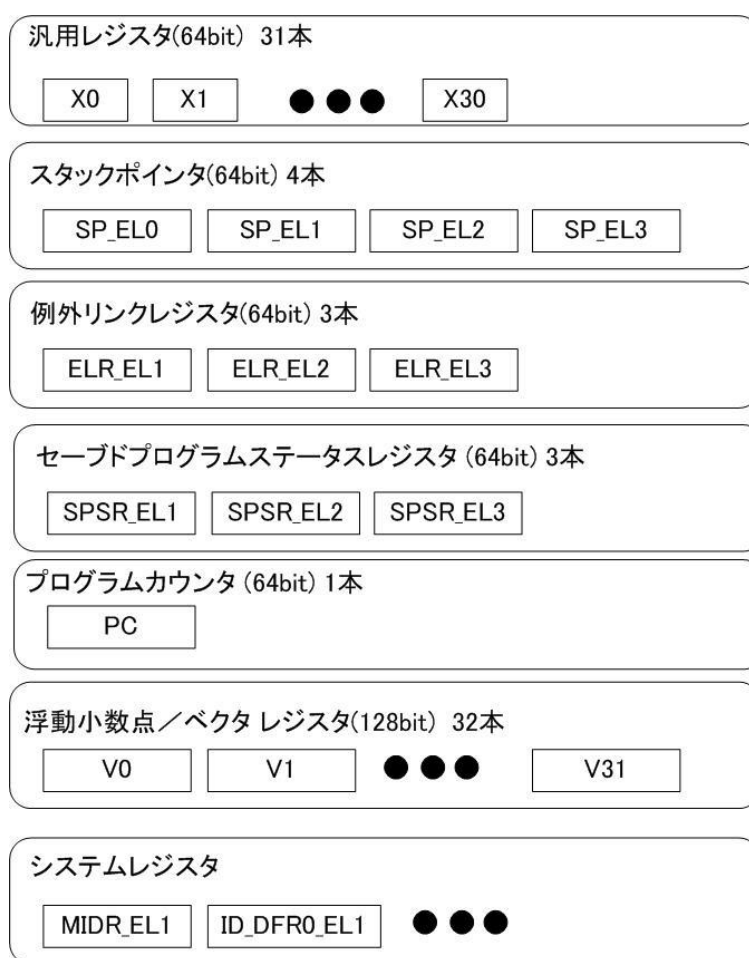 汎用レジスタ(64bit) 31本
X0 X1 ●●● X30
スタックポインタ(64bit) 4本
SP_EL0 SP_EL1 SP_EL2 SP_EL3
例外リンクレジスタ(64bit) 3本
ELR_EL1 ELR_EL2 ELR_EL3
セーブドプログラムステータスレジスタ (64bit) 3本
SPSR_EL1 SPSR_EL2 SPSR_EL3
プログラムカウンタ (64bit) 1本
PC
浮動小数点／ベクタ レジスタ(128bit) 32本
V0 V1 ●●● V31
システムレジスタ
MIDR_EL1 ID_DFR0_EL1 ●●●